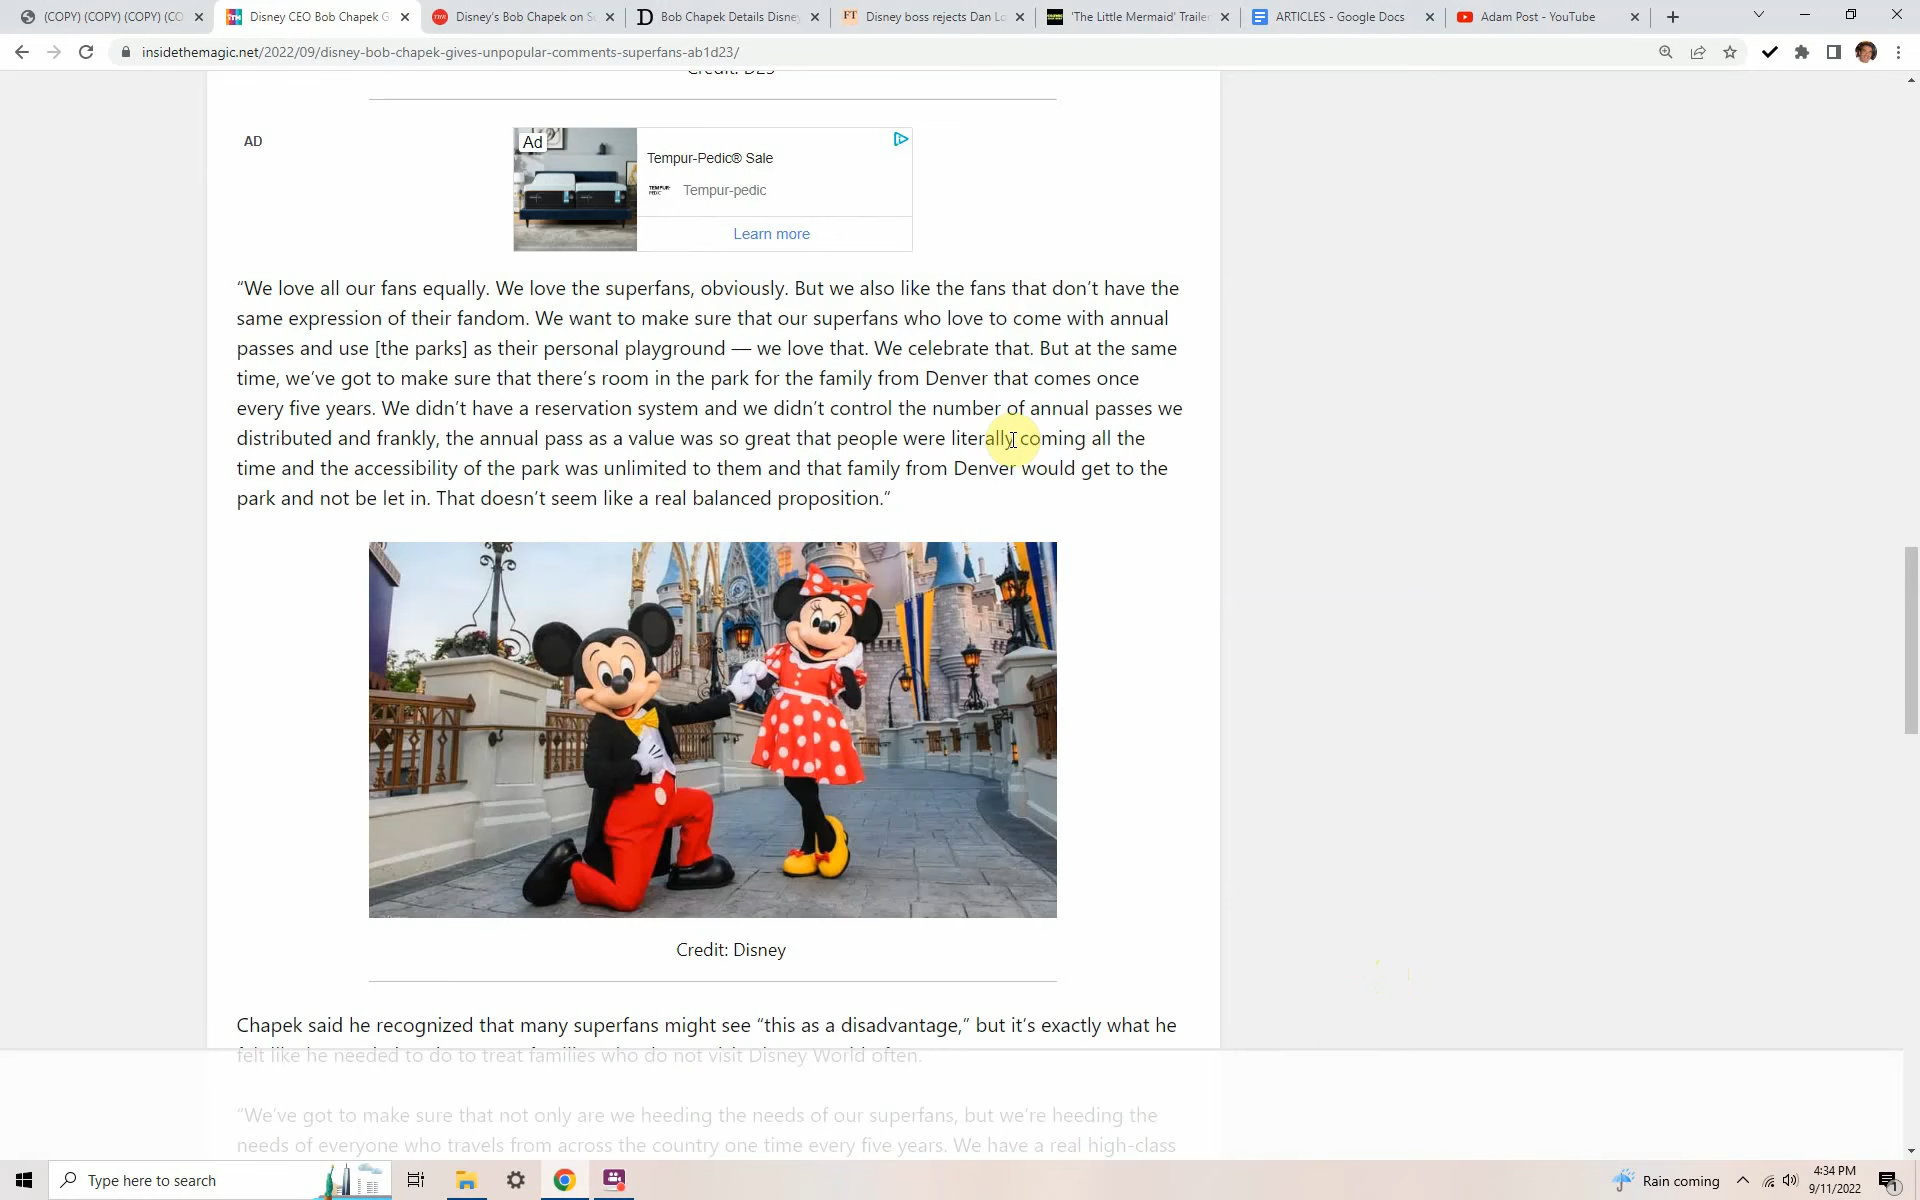 (COPY) (COPY) (COPY) (CO
Disney CEO Bob Chapek G
Disney's Bob Chapek on S
Bob Chapek Details Disney
Disney boss rejects Dan Lo
'The Little Mermaid' Trailer
ARTICLES - Google Docs
Adam Post - YouTube
insidethemagic.net/2022/09/disney-bob-chapek-gives-unpopular-comments-superfans-ab1d23/
Credit: D23
AD
Ad
Tempur-Pedic® Sale
TEMPUR-PEDIC
Tempur-pedic
Learn more
“We love all our fans equally. We love the superfans, obviously. But we also like the fans that don’t have the
same expression of their fandom. We want to make sure that our superfans who love to come with annual
passes and use [the parks] as their personal playground — we love that. We celebrate that. But at the same
time, we’ve got to make sure that there’s room in the park for the family from Denver that comes once
every five years. We didn’t have a reservation system and we didn’t control the number of annual passes we
distributed and frankly, the annual pass as a value was so great that people were literally coming all the
time and the accessibility of the park was unlimited to them and that family from Denver would get to the
park and not be let in. That doesn’t seem like a real balanced proposition.”
Credit: Disney
Chapek said he recognized that many superfans might see “this as a disadvantage,” but it’s exactly what he
felt like he needed to do to treat families who do not visit Disney World often.
“We’ve got to make sure that not only are we heeding the needs of our superfans, but we’re heeding the
needs of everyone who travels from across the country one time every five years. We have a real high-class
Type here to search
Rain coming
4:34 PM
9/11/2022
1